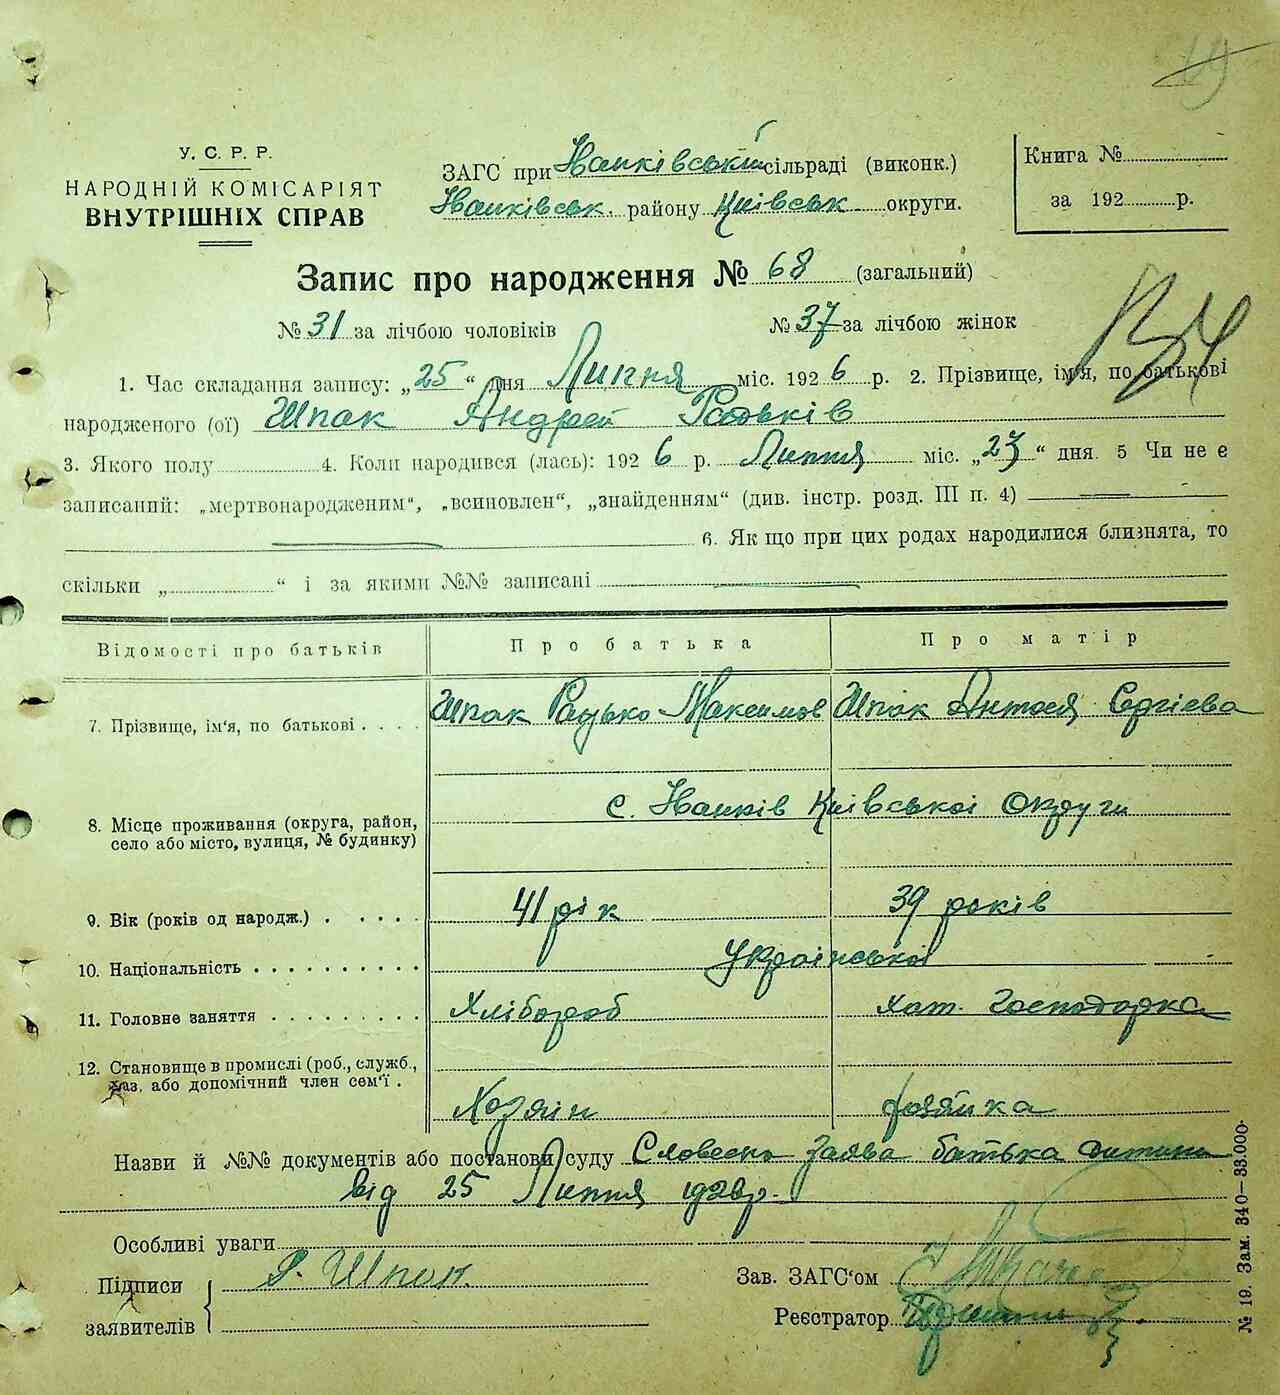 У. С. Р. Р.
НАРОДНІЙ КОМІСАРІЯТ
ВНУТРІШНІХ СПРАВ
ЗАГС при Іванківській сільраді (виконк.)
Іванківськ. району Київськ. округи.
Книга №
за 192 р.
Запис про народження № 68 (загальний)
№ 31 за лічбою чоловіків № 37 за лічбою жінок
1. Час складання запису: „25“ дня Липня міс. 1926 р. 2. Прізвище, ім'я, по батькові
народженого (ої) Шпак Андрей Радьків
3. Якого полу 4. Коли народився (лась): 1926 р. Липня міс. „23“ дня. 5 Чи не є
записаний: „мертвонародженим“, „всиновлен“, „знайденням“ (див. інстр. розд. III п. 4)
6. Як що при цих родах народилися близнята, то
скільки „ “ і за якими №№ записані
Відомості про батьків Про батька Про матір
7. Прізвище, ім'я, по батькові Шпак Радько Максимов Шпак Антося Сергієва
8. Місце проживання (округа, район, село або місто, вулиця, № будинку) с. Іванків Київської Округи
9. Вік (років од народж.) 41 рік 39 років
10. Національність Української
11. Головне заняття Хлібороб Хат. Господорка
12. Становище в промислі (роб., служб., хаз. або допомічний член сем'ї. Хозяін Хозяйка
Назви й №№ документів або постанови суду Словесна заява батька дитини
від 25 Липня 1926р.
Особливі уваги
Підписи заявителів Р. Шпак
Зав. ЗАГС'ом
Реєстратор
№ 19. Зам. 340—33.000.